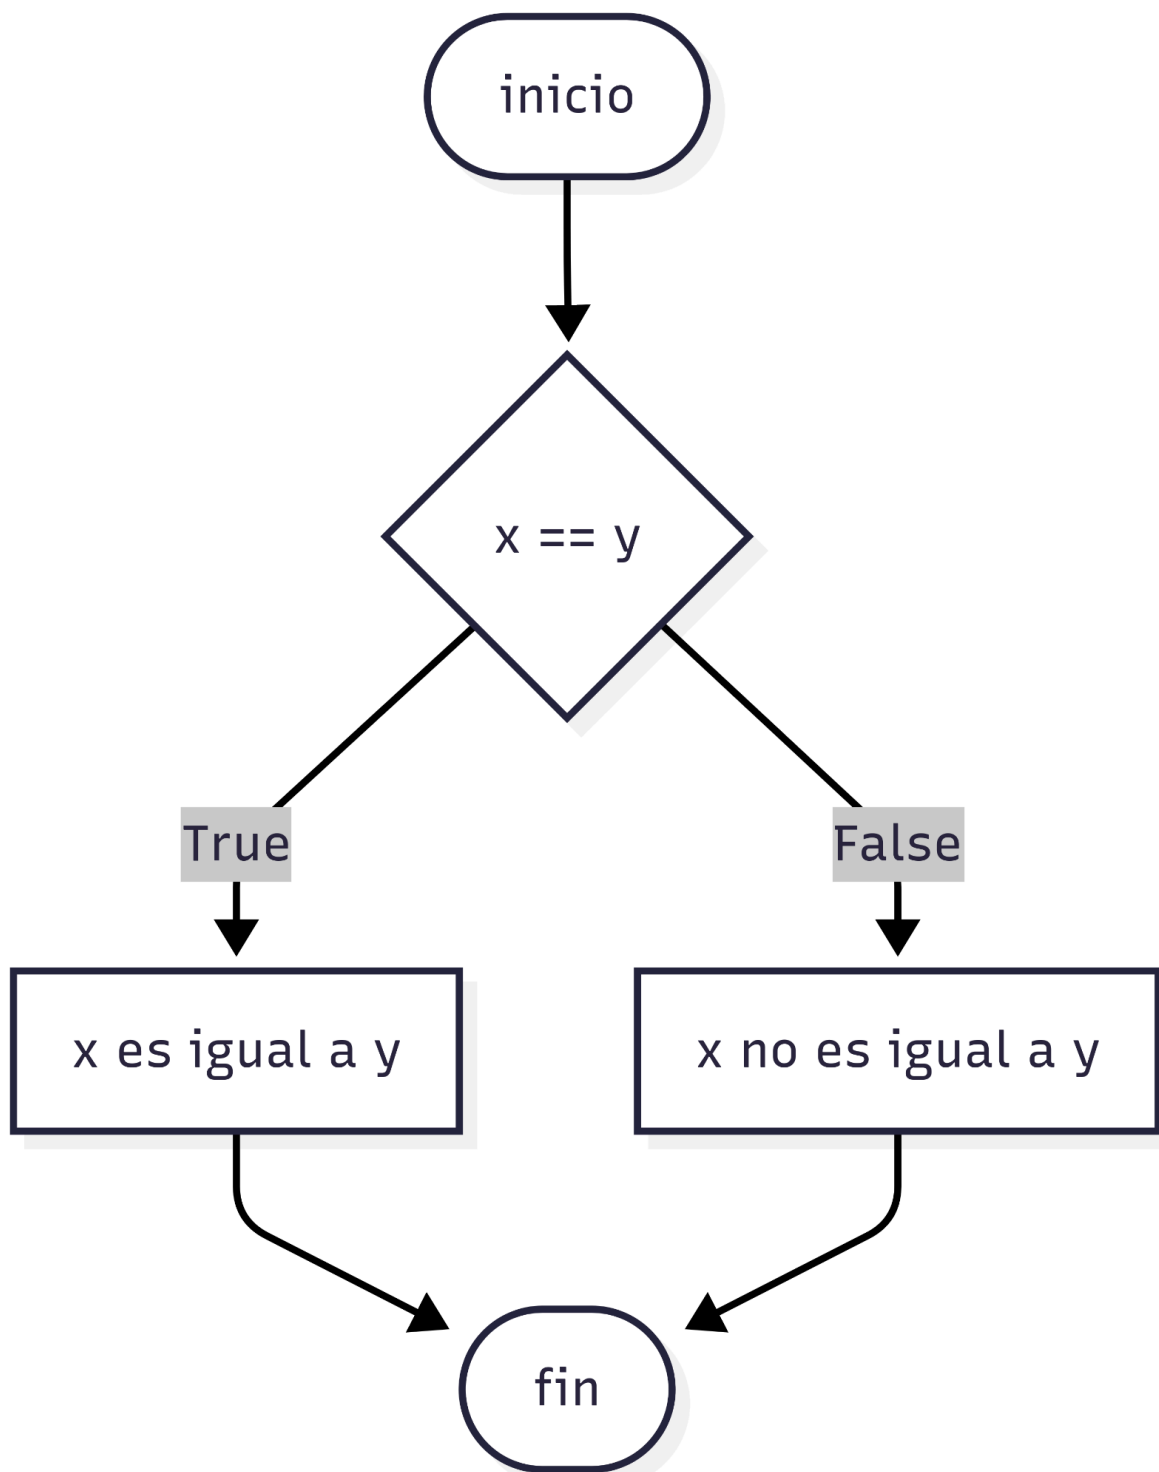 inicio
x == y
True
False
x es igual a y
x no es igual a y
fin